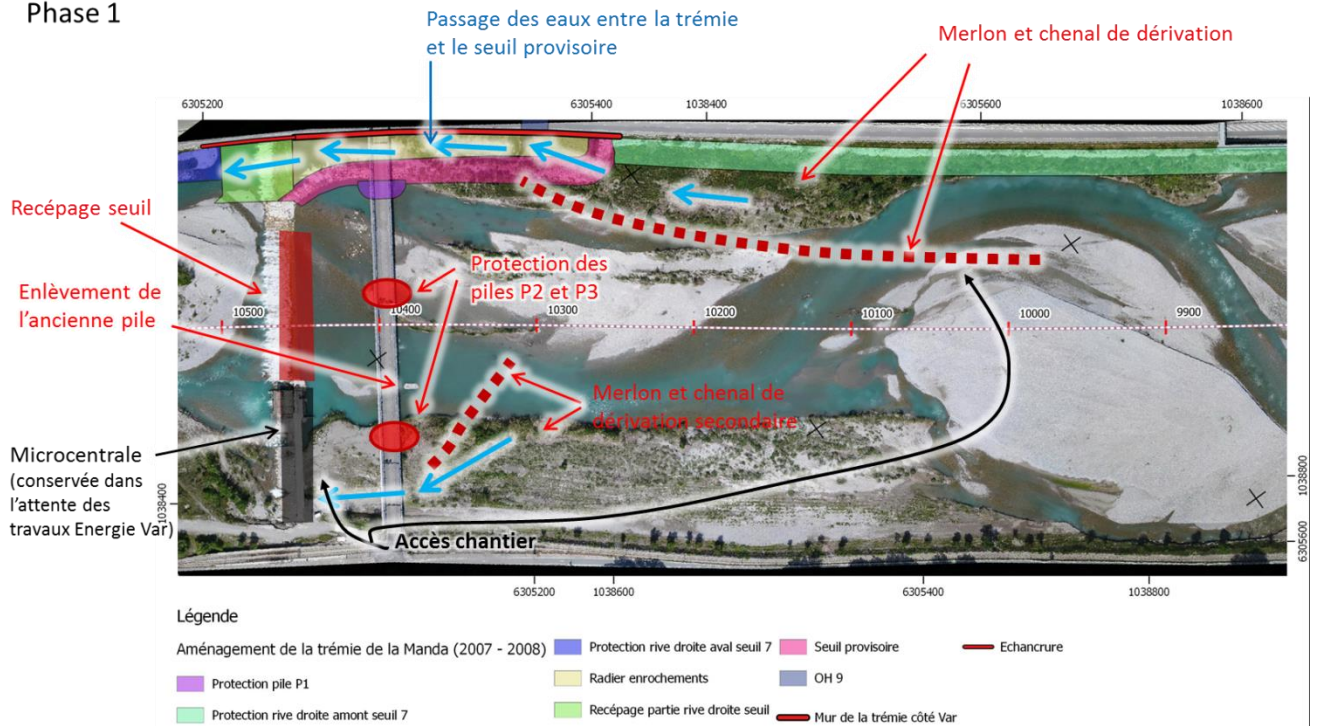 Phase 1
Passage des eaux entre la trémie
et le seuil provisoire
Merlon et chenal de dérivation
6305200
6305400
1038400
6305600
1038600
Recépage seuil
Enlèvement de
l'ancienne pile
Protection des
piles P2 et P3
10500
10400
10300
10200
10100
10000
9900
Merlon et chenal de
dérivation secondaire
Microcentrale
(conservée dans
l'attente des
travaux Energie Var)
1038400
Accès chantier
1038800
6305600
6305200
1038600
6305400
1038800
Légende
Aménagement de la trémie de la Manda (2007 - 2008)
Protection pile P1
Protection rive droite amont seuil 7
Protection rive droite aval seuil 7
Radier enrochements
Recépage partie rive droite seuil
Seuil provisoire
OH 9
Mur de la trémie côté Var
Echancrure